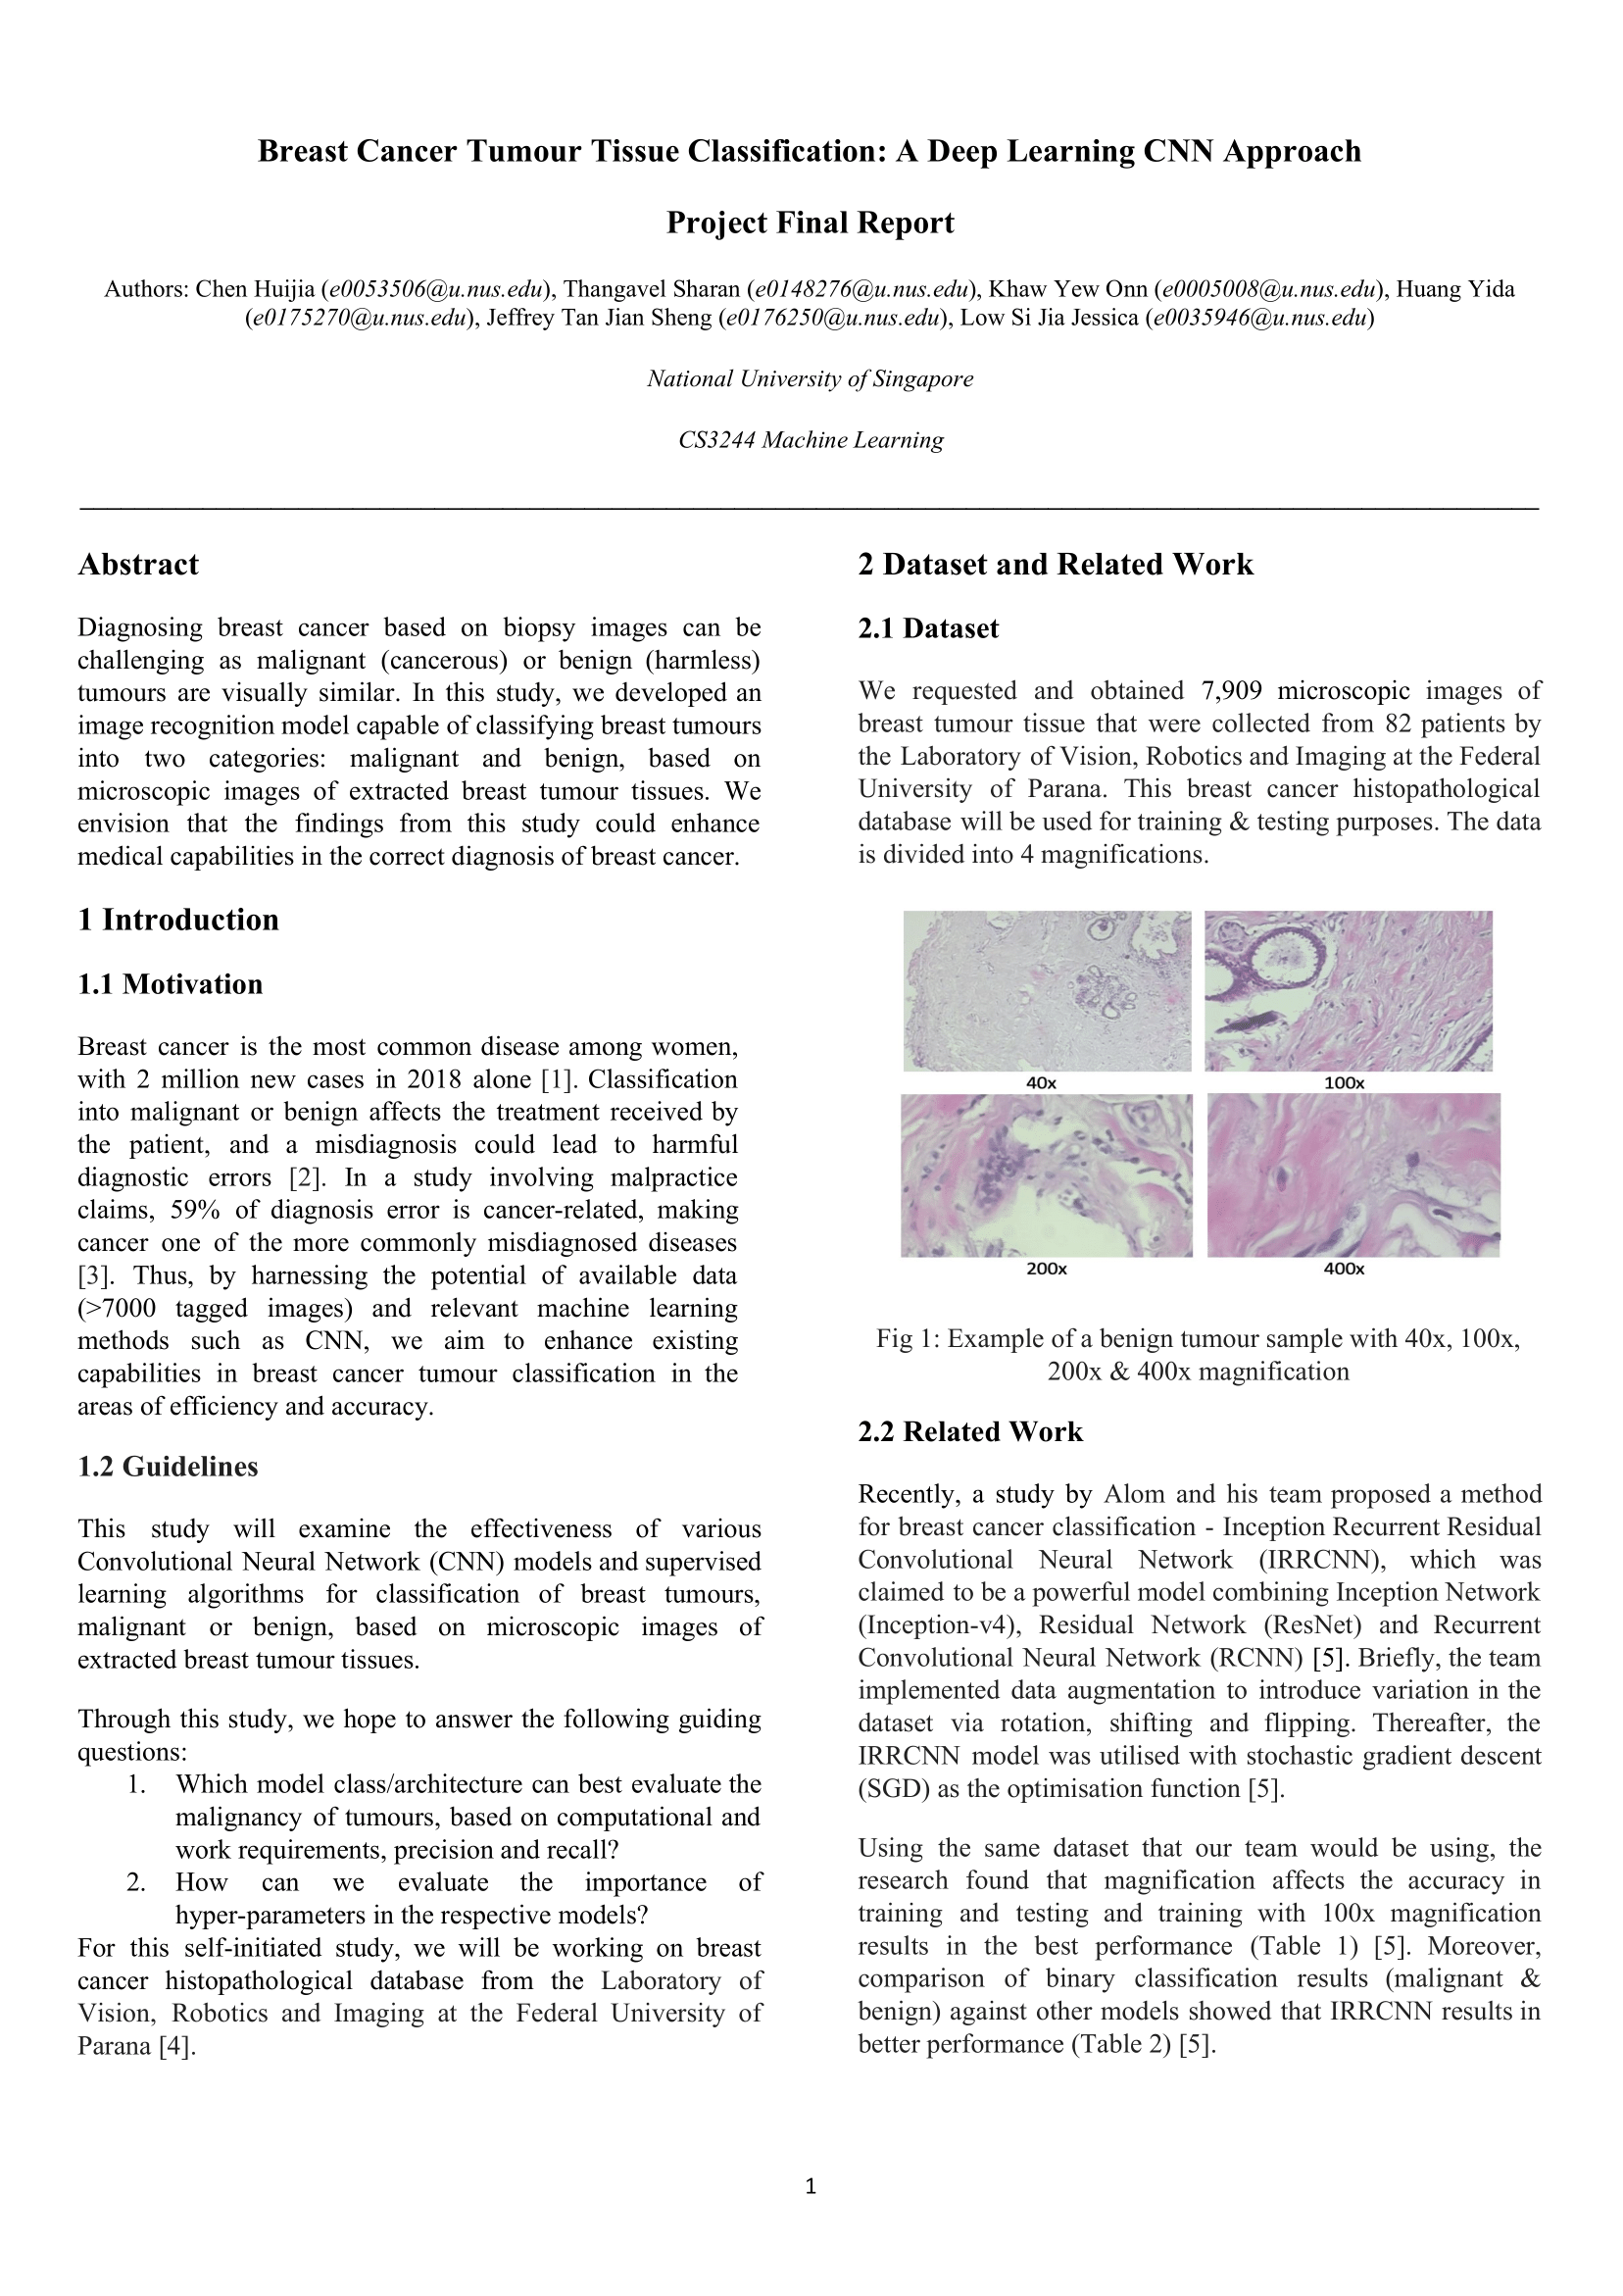 Breast Cancer Tumour Tissue Classification: A Deep Learning CNN Approach
Project Final Report
Authors: Chen Huijia (e0053506@u.nus.edu), Thangavel Sharan (e0148276@u.nus.edu), Khaw Yew Onn (e0005008@u.nus.edu), Huang Yida
(e0175270@u.nus.edu), Jeffrey Tan Jian Sheng (e0176250@u.nus.edu), Low Si Jia Jessica (e0035946@u.nus.edu)
National University of Singapore
CS3244 Machine Learning
Abstract
Diagnosing breast cancer based on biopsy images can be
challenging as malignant (cancerous) or benign (harmless)
tumours are visually similar. In this study, we developed an
image recognition model capable of classifying breast tumours
into two categories: malignant and benign, based on
microscopic images of extracted breast tumour tissues. We
envision that the findings from this study could enhance
medical capabilities in the correct diagnosis of breast cancer.
1 Introduction
1.1 Motivation
Breast cancer is the most common disease among women,
with 2 million new cases in 2018 alone [1]. Classification
into malignant or benign affects the treatment received by
the patient, and a misdiagnosis could lead to harmful
diagnostic errors [2]. In a study involving malpractice
claims, 59% of diagnosis error is cancer-related, making
cancer one of the more commonly misdiagnosed diseases
[3]. Thus, by harnessing the potential of available data
(>7000 tagged images) and relevant machine learning
methods such as CNN, we aim to enhance existing
capabilities in breast cancer tumour classification in the
areas of efficiency and accuracy.
1.2 Guidelines
This study will examine the effectiveness of various
Convolutional Neural Network (CNN) models and supervised
learning algorithms for classification of breast tumours,
malignant or benign, based on microscopic images of
extracted breast tumour tissues.
Through this study, we hope to answer the following guiding
questions:
1. Which model class/architecture can best evaluate the
malignancy of tumours, based on computational and
work requirements, precision and recall?
2. How can we evaluate the importance of
hyper-parameters in the respective models?
For this self-initiated study, we will be working on breast
cancer histopathological database from the Laboratory of
Vision, Robotics and Imaging at the Federal University of
Parana [4].
2 Dataset and Related Work
2.1 Dataset
We requested and obtained 7,909 microscopic images of
breast tumour tissue that were collected from 82 patients by
the Laboratory of Vision, Robotics and Imaging at the Federal
University of Parana. This breast cancer histopathological
database will be used for training & testing purposes. The data
is divided into 4 magnifications.
40x 100x
200x 400x
Fig 1: Example of a benign tumour sample with 40x, 100x,
200x & 400x magnification
2.2 Related Work
Recently, a study by Alom and his team proposed a method
for breast cancer classification - Inception Recurrent Residual
Convolutional Neural Network (IRRCNN), which was
claimed to be a powerful model combining Inception Network
(Inception-v4), Residual Network (ResNet) and Recurrent
Convolutional Neural Network (RCNN) [5]. Briefly, the team
implemented data augmentation to introduce variation in the
dataset via rotation, shifting and flipping. Thereafter, the
IRRCNN model was utilised with stochastic gradient descent
(SGD) as the optimisation function [5].
Using the same dataset that our team would be using, the
research found that magnification affects the accuracy in
training and testing and training with 100x magnification
results in the best performance (Table 1) [5]. Moreover,
comparison of binary classification results (malignant &
benign) against other models showed that IRRCNN results in
better performance (Table 2) [5].
1